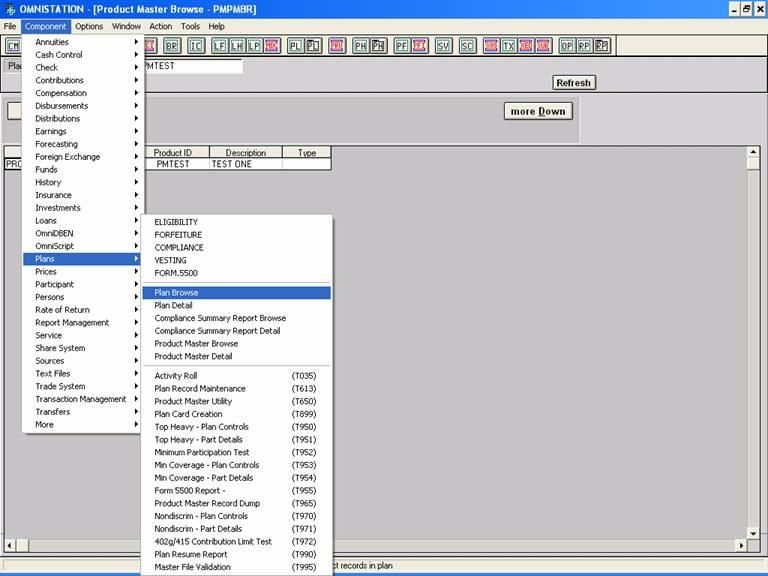 OMNISTATION - [Product Master Browse - PMPMBR]
File Component Options Window Action Tools Help
CM BR IC LF LH LP PL PL PRU PH PH PF SV SC TX OP RP RP
PMTEST
Refresh
more Down
Product ID Description Type
PRO PMTEST TEST ONE
Annuities
Cash Control
Check
Contributions
Compensation
Disbursements
Distributions
Earnings
Forecasting
Foreign Exchange
Funds
History
Insurance
Investments
Loans
OmniDBEN
OmniScript
Plans
Prices
Participant
Persons
Rate of Return
Report Management
Service
Share System
Sources
Text Files
Trade System
Transaction Management
Transfers
More
ELIGIBILITY
FORFEITURE
COMPLIANCE
VESTING
FORM.5500
Plan Browse
Plan Detail
Compliance Summary Report Browse
Compliance Summary Report Detail
Product Master Browse
Product Master Detail
Activity Roll (T035)
Plan Record Maintenance (T613)
Product Master Utility (T650)
Plan Card Creation (T899)
Top Heavy - Plan Controls (T950)
Top Heavy - Part Details (T951)
Minimum Participation Test (T952)
Min Coverage - Plan Controls (T953)
Min Coverage - Part Details (T954)
Form 5500 Report - (T955)
Product Master Record Dump (T965)
Nondiscrim - Plan Controls (T970)
Nondiscrim - Part Details (T971)
402g/415 Contribution Limit Test (T972)
Plan Resume Report (T990)
Master File Validation (T995)
ct records in plan